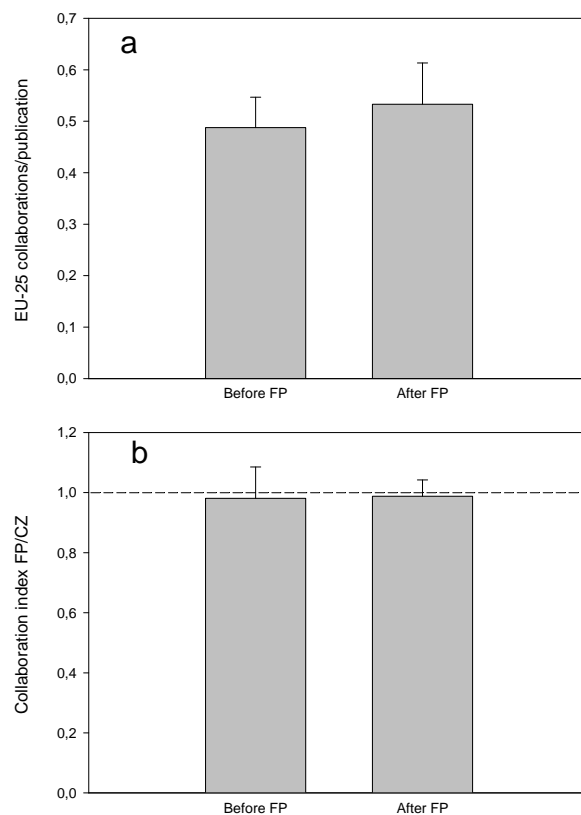 a
EU-25 collaborations/publication
0,7
0,6
0,5
0,4
0,3
0,2
0,1
0,0
Before FP
After FP
b
Collaboration index FP/CZ
1,2
1,0
0,8
0,6
0,4
0,2
0,0
Before FP
After FP